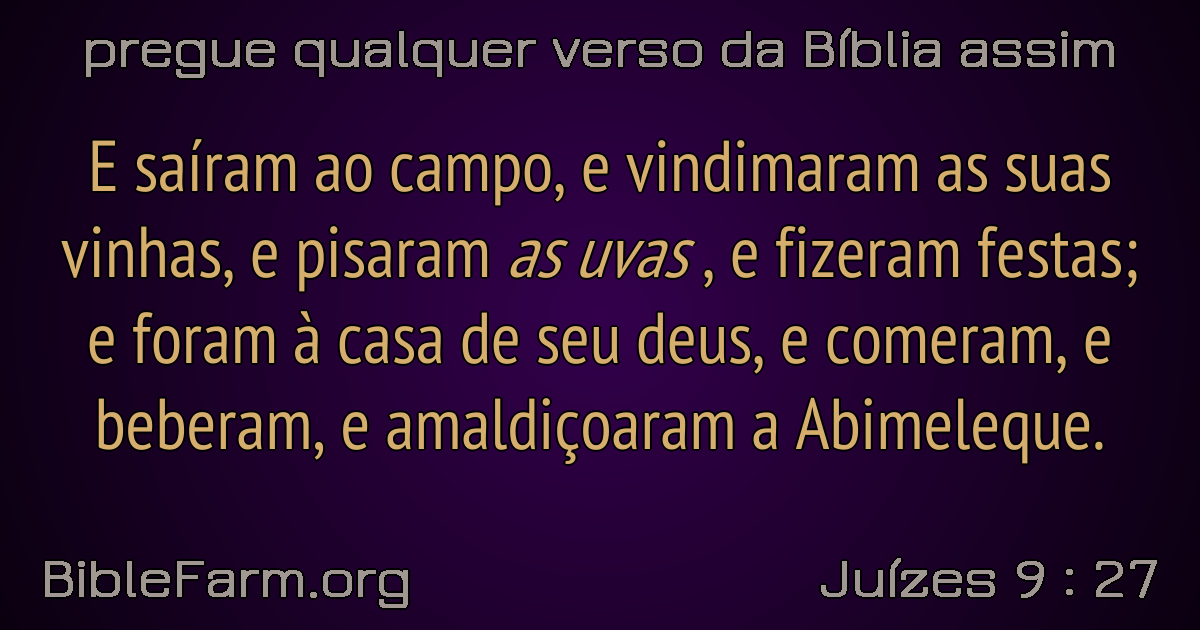 pregue qualquer verso da Bíblia assim
E saíram ao campo, e vindimaram as suas
vinhas, e pisaram as uvas , e fizeram festas;
e foram à casa de seu deus, e comeram, e
beberam, e amaldiçoaram a Abimeleque.
BibleFarm.org
Juízes 9 : 27